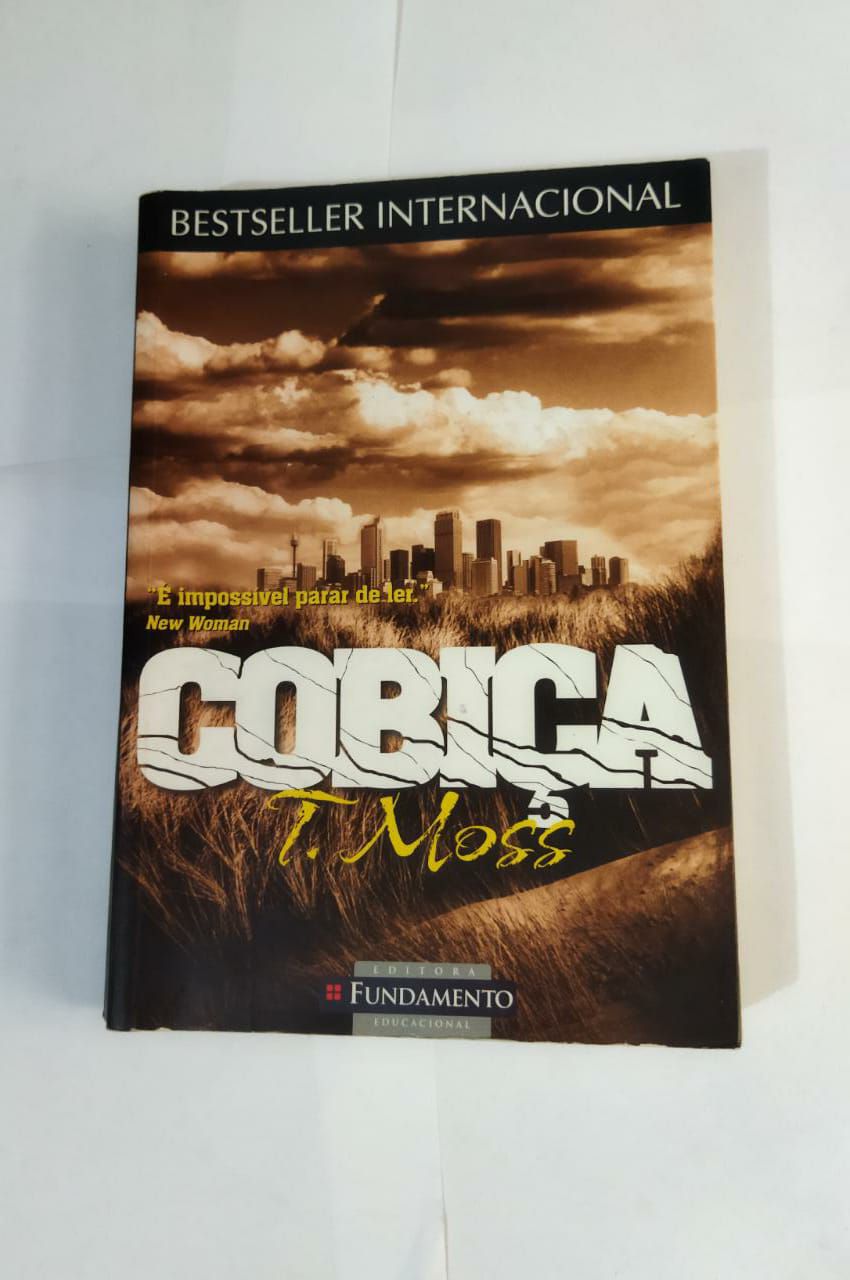 BESTSELLER INTERNACIONAL
"É impossível parar de ler."
New Woman
COBIÇA
T. Moss
EDITORA
FUNDAMENTO
EDUCACIONAL